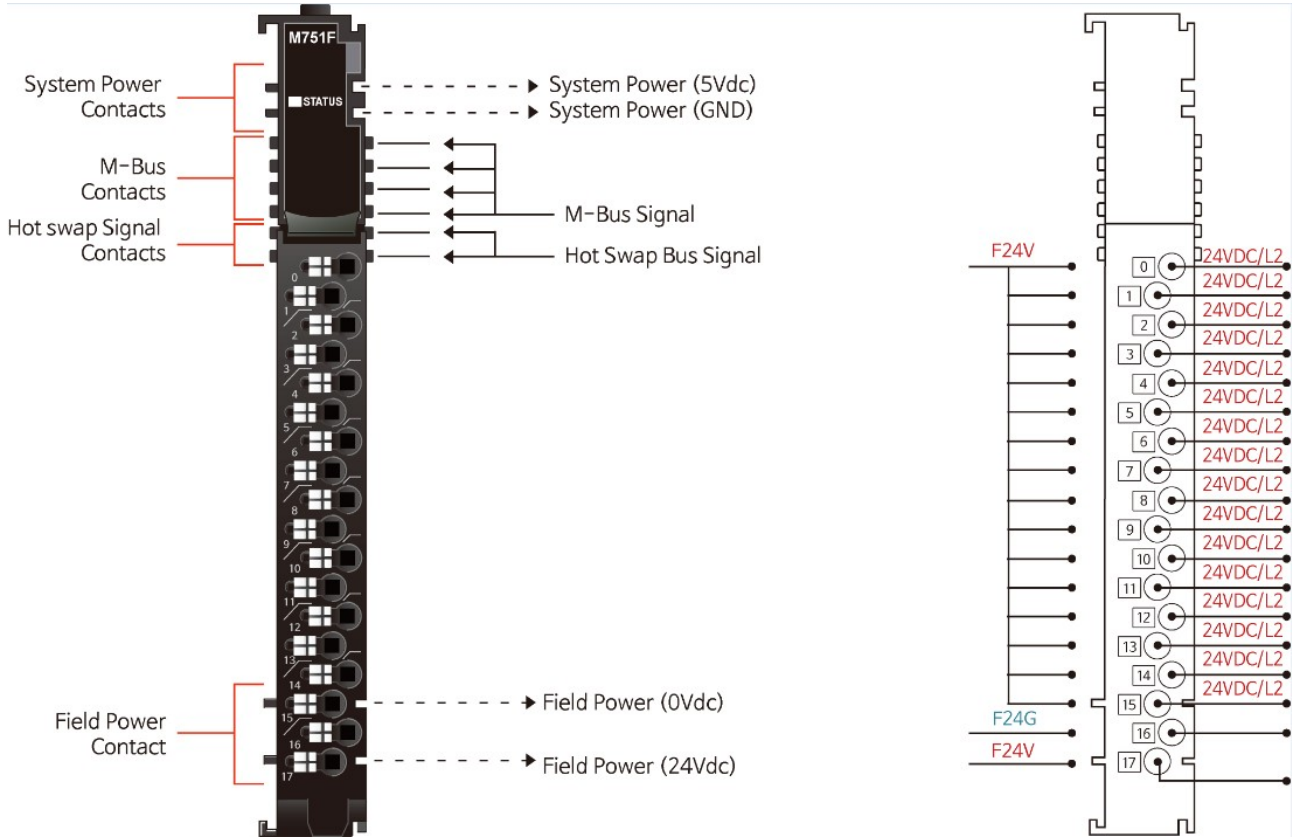 M751F
STATUS
System Power
Contacts
M-Bus
Contacts
Hot swap Signal
Contacts
System Power (5Vdc)
System Power (GND)
M-Bus Signal
Hot Swap Bus Signal
0
1
2
3
4
5
6
7
8
9
10
11
12
13
14
15
16
17
Field Power
Contact
Field Power (0Vdc)
Field Power (24Vdc)
F24V
F24G
F24V
0 24VDC/L2
1 24VDC/L2
2 24VDC/L2
3 24VDC/L2
4 24VDC/L2
5 24VDC/L2
6 24VDC/L2
7 24VDC/L2
8 24VDC/L2
9 24VDC/L2
10 24VDC/L2
11 24VDC/L2
12 24VDC/L2
13 24VDC/L2
14 24VDC/L2
15 24VDC/L2
16
17